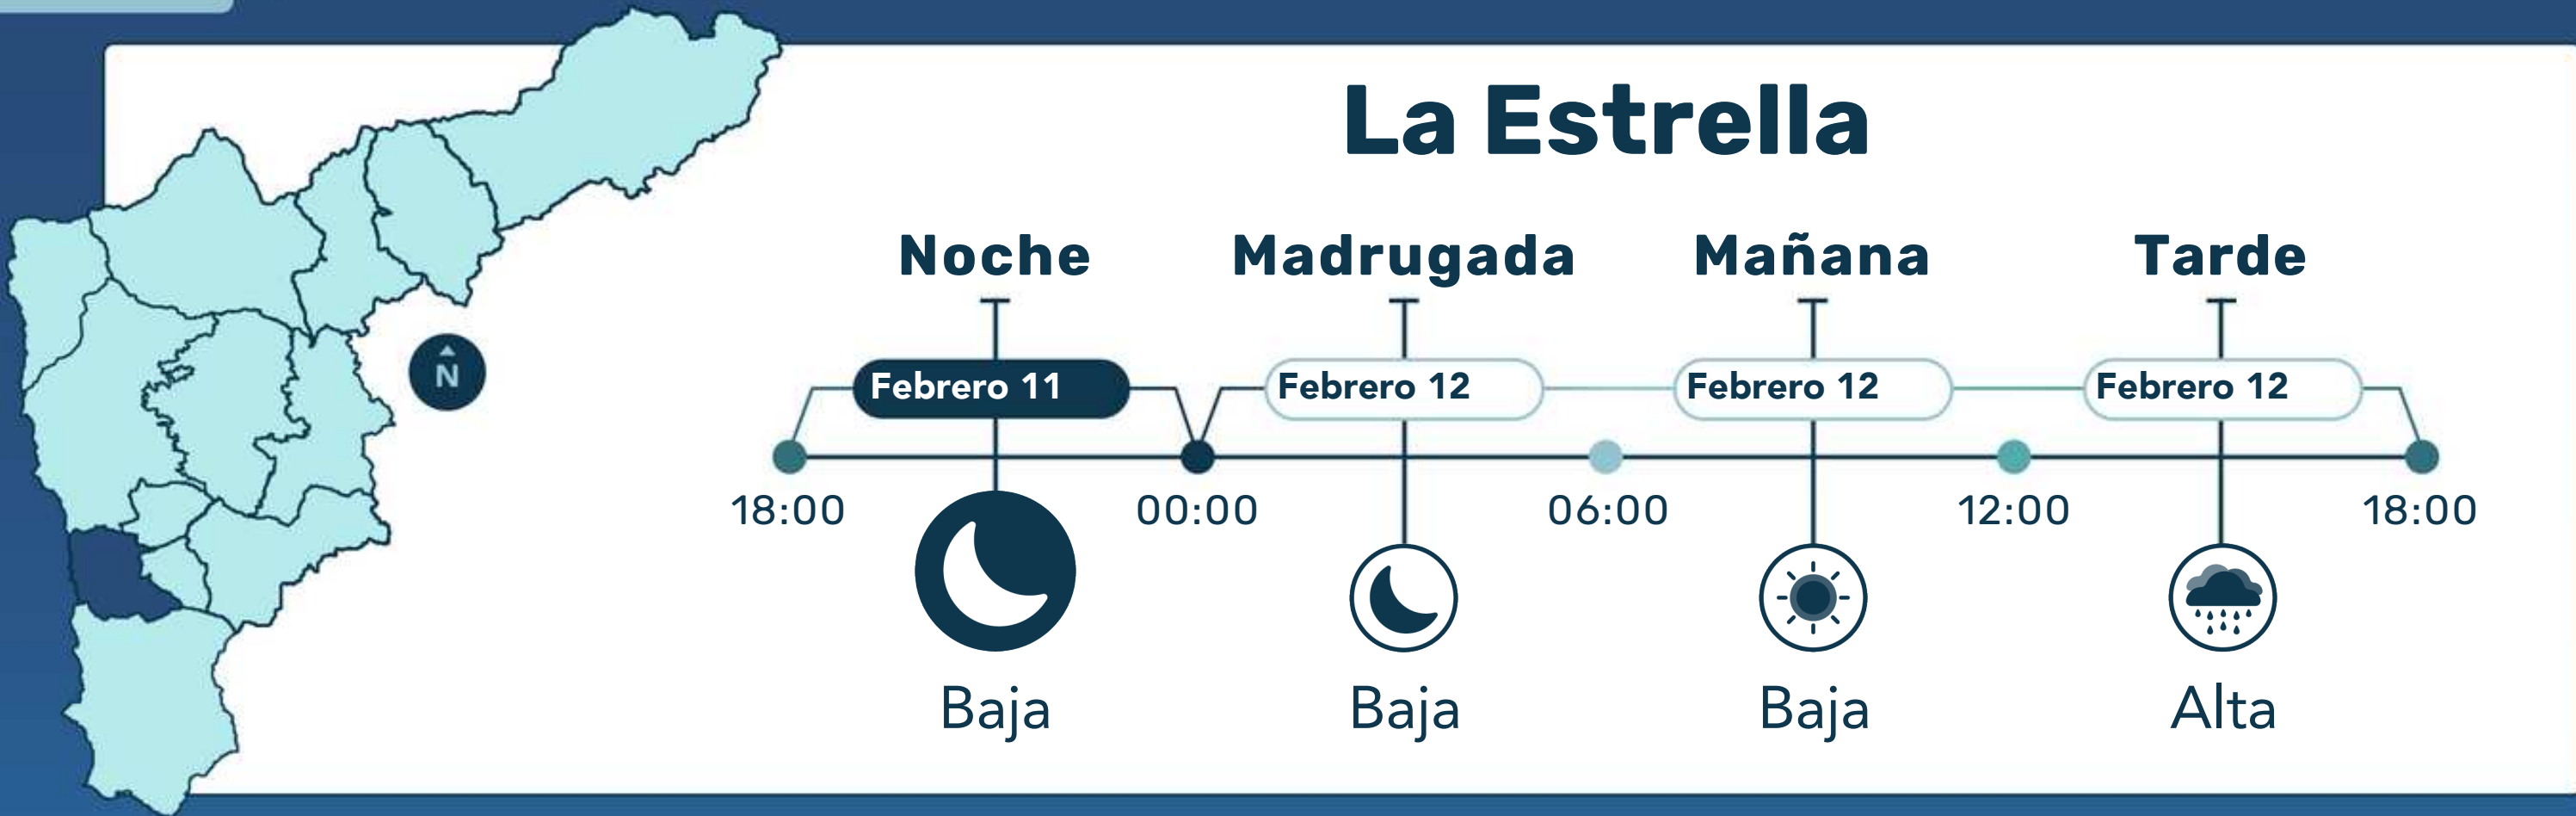 La Estrella
Noche Madrugada Mañana Tarde
Febrero 11 Febrero 12 Febrero 12 Febrero 12
N
18:00 00:00 06:00 12:00 18:00
Baja Baja Baja Alta